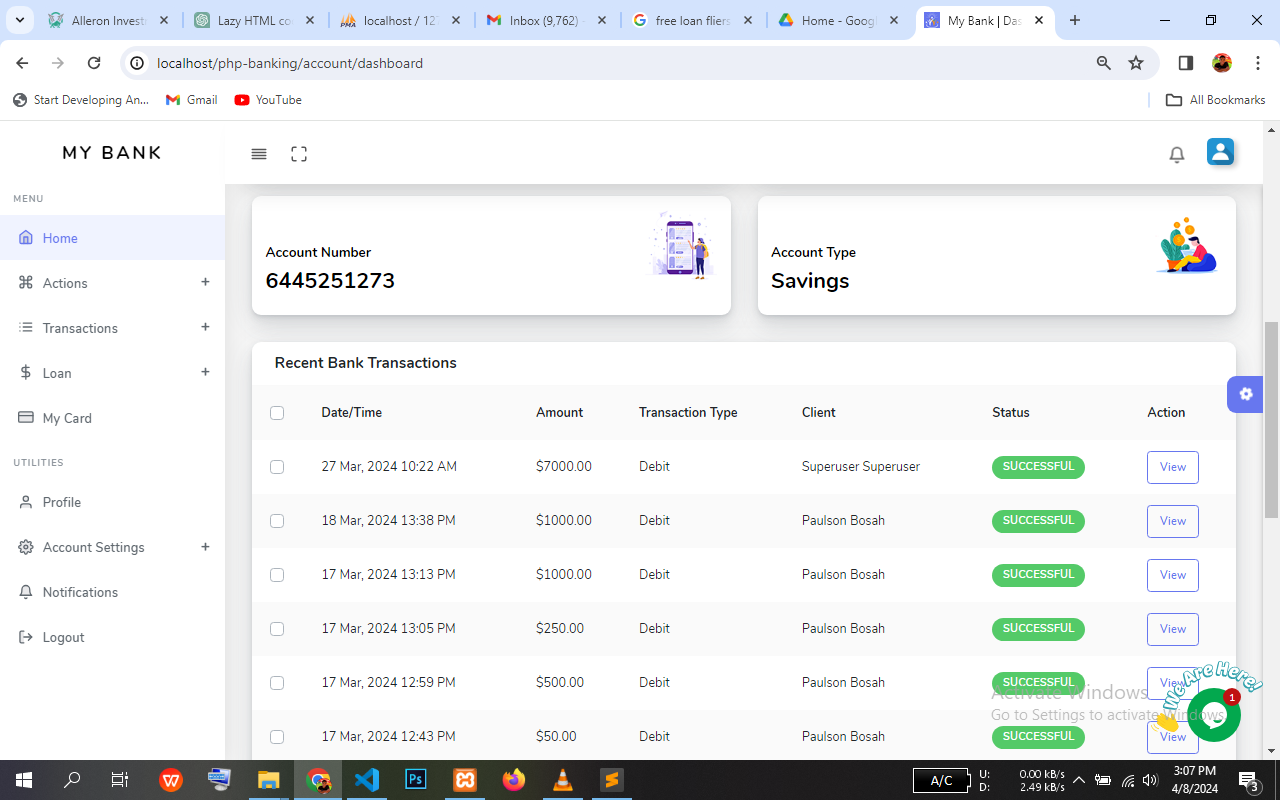 Alleron Invest
Lazy HTML co
localhost / 12
Inbox (9,762)
free loan fliers
Home - Goog
My Bank | Das
localhost/php-banking/account/dashboard
Start Developing An...
Gmail
YouTube
All Bookmarks
MY BANK
MENU
Home
Actions +
Transactions +
Loan +
My Card
UTILITIES
Profile
Account Settings +
Notifications
Logout
Account Number
6445251273
Account Type
Savings
Recent Bank Transactions
Date/Time Amount Transaction Type Client Status Action
27 Mar, 2024 10:22 AM $7000.00 Debit Superuser Superuser SUCCESSFUL View
18 Mar, 2024 13:38 PM $1000.00 Debit Paulson Bosah SUCCESSFUL View
17 Mar, 2024 13:13 PM $1000.00 Debit Paulson Bosah SUCCESSFUL View
17 Mar, 2024 13:05 PM $250.00 Debit Paulson Bosah SUCCESSFUL View
17 Mar, 2024 12:59 PM $500.00 Debit Paulson Bosah SUCCESSFUL View
17 Mar, 2024 12:43 PM $50.00 Debit Paulson Bosah SUCCESSFUL View
We Are Here!
1
Activate Windows
Go to Settings to activate Windows.
A/C
U: 0.00 kB/s
D: 2.49 kB/s
3:07 PM
4/8/2024
3